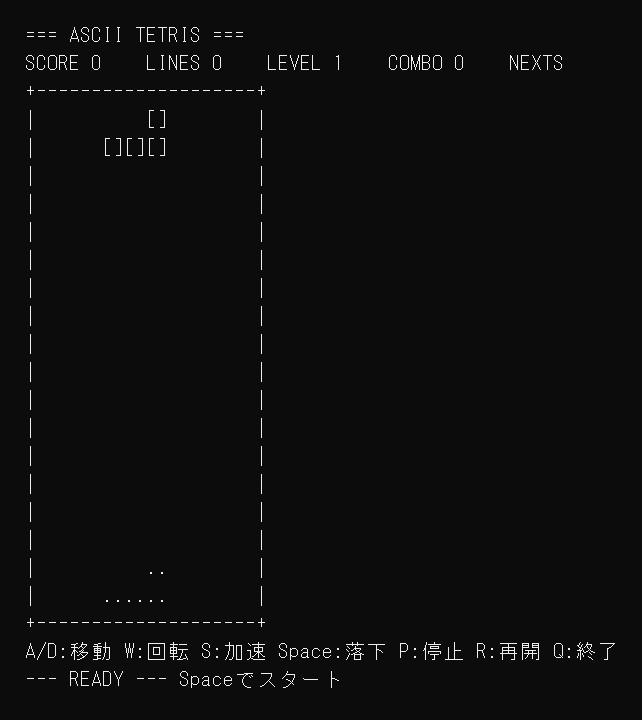 === ASCII TETRIS ===
SCORE 0    LINES 0    LEVEL 1    COMBO 0    NEXTS
+--------------------+
|          []        |
|      [][][]        |
|                    |
|                    |
|                    |
|                    |
|                    |
|                    |
|                    |
|                    |
|                    |
|                    |
|                    |
|                    |
|                    |
|                    |
|          ..        |
|      ......        |
+--------------------+
A/D:移動 W:回転 S:加速 Space:落下 P:停止 R:再開 Q:終了
--- READY --- Spaceでスタート